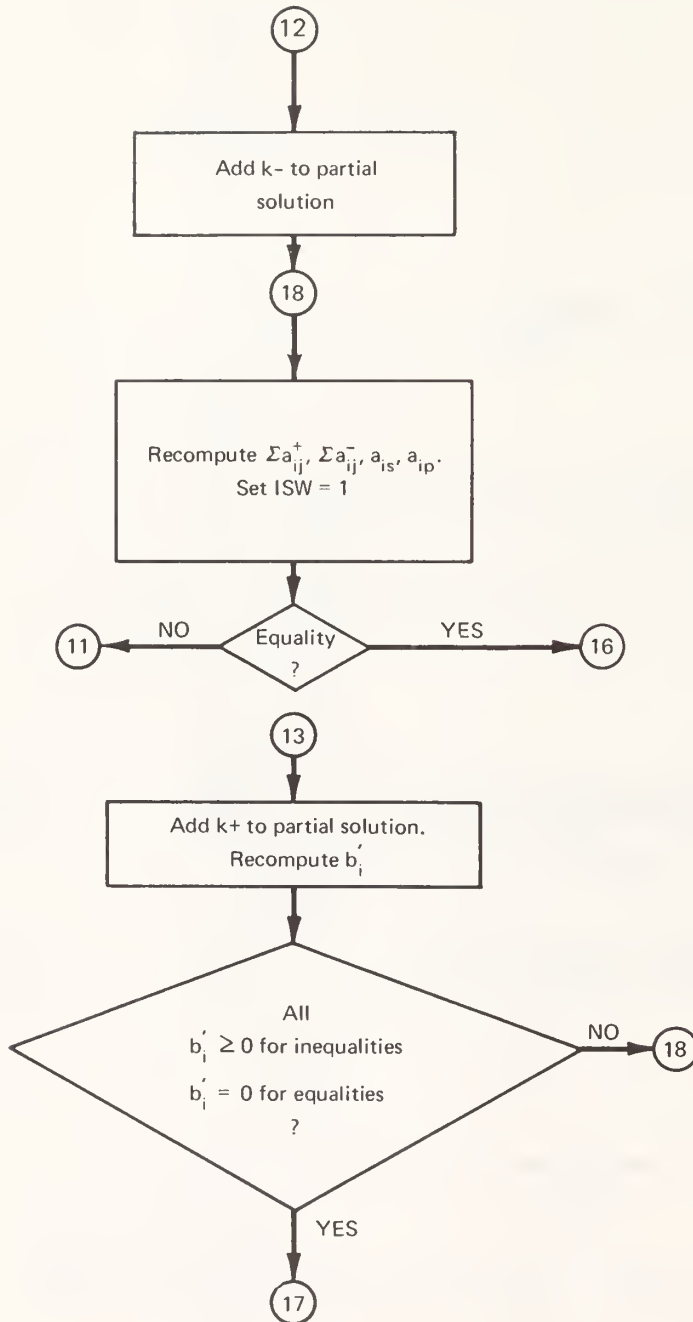 12
Add k- to partial
solution
18
Recompute Σa⁺ᵢⱼ, Σa⁻ᵢⱼ, aᵢₛ, aᵢₚ.
Set ISW = 1
11
NO
Equality
?
YES
16
13
Add k+ to partial solution.
Recompute b′ᵢ
All
b′ᵢ ≥ 0 for inequalities
b′ᵢ = 0 for equalities
?
NO
18
YES
17